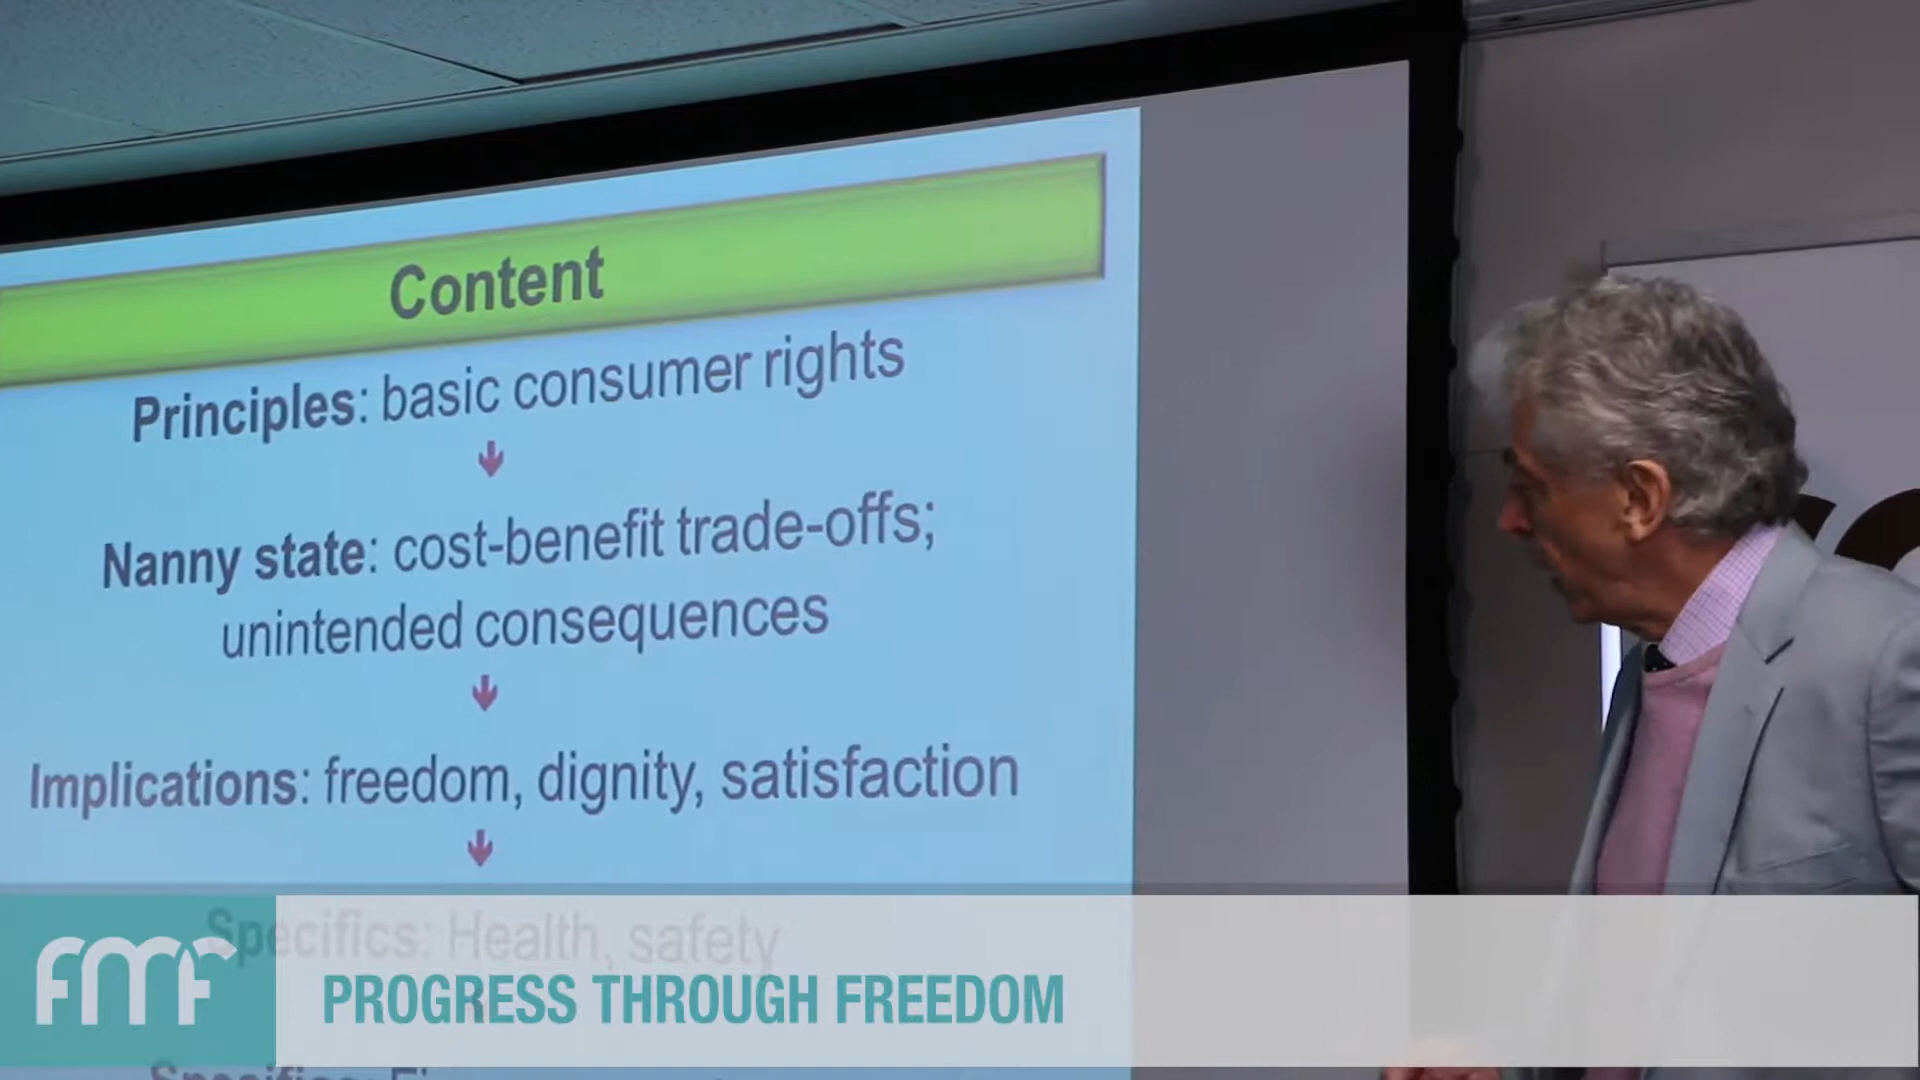 Content
Principles: basic consumer rights
Nanny state: cost-benefit trade-offs;
unintended consequences
Implications: freedom, dignity, satisfaction
Specifics: Health, safety
FMF
PROGRESS THROUGH FREEDOM
Specifics: